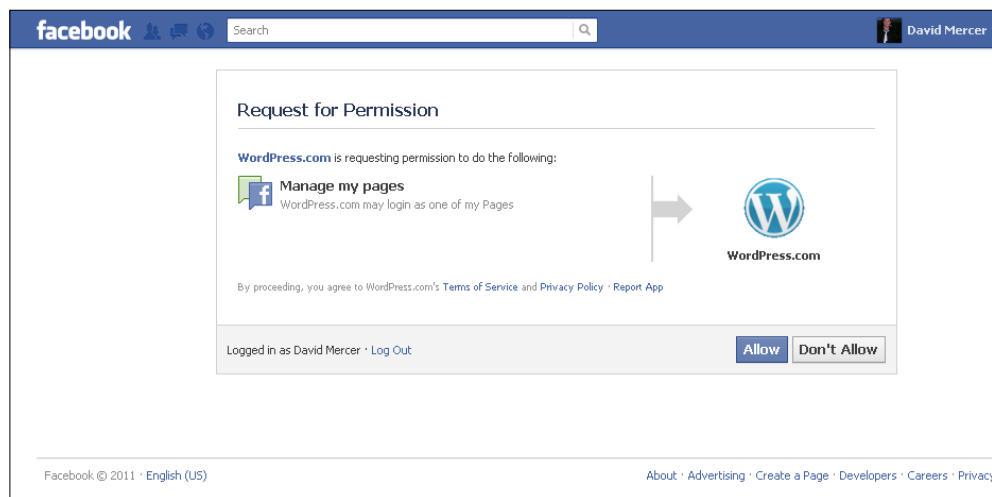 facebook Search David Mercer
Request for Permission
WordPress.com is requesting permission to do the following:
Manage my pages
WordPress.com may login as one of my Pages
WordPress.com
By proceeding, you agree to WordPress.com's Terms of Service and Privacy Policy · Report App
Logged in as David Mercer · Log Out Allow Don't Allow
Facebook © 2011 · English (US) About · Advertising · Create a Page · Developers · Careers · Privacy